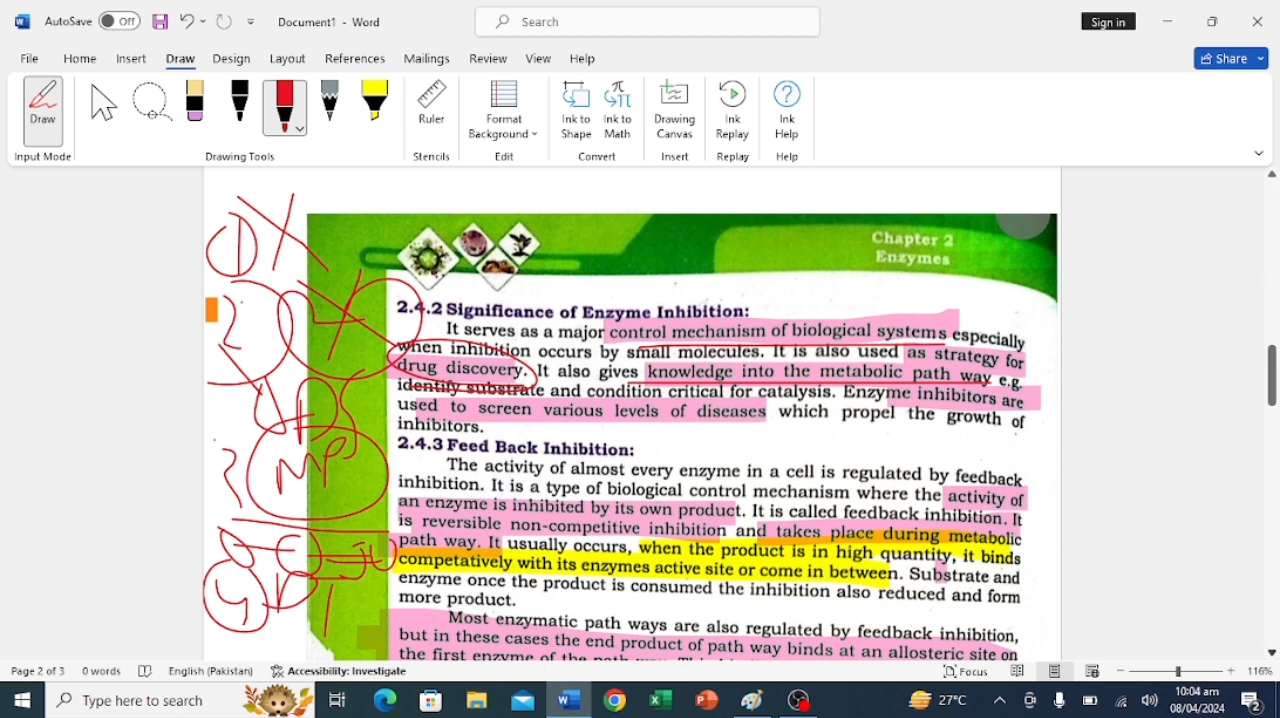 AutoSave Off Document1 - Word Search Sign in
File Home Insert Draw Design Layout References Mailings Review View Help Share
Draw Ruler Format Background Ink to Shape Ink to Math Drawing Canvas Ink Replay Ink Help
Input Mode Drawing Tools Stencils Edit Convert Insert Replay Help
Chapter 2
Enzymes
2.4.2 Significance of Enzyme Inhibition:
It serves as a major control mechanism of biological systems especially
when inhibition occurs by small molecules. It is also used as strategy for
drug discovery. It also gives knowledge into the metabolic path way e.g.
identify substrate and condition critical for catalysis. Enzyme inhibitors are
used to screen various levels of diseases which propel the growth of
inhibitors.
2.4.3 Feed Back Inhibition:
The activity of almost every enzyme in a cell is regulated by feedback
inhibition. It is a type of biological control mechanism where the activity of
an enzyme is inhibited by its own product. It is called feedback inhibition. It
is reversible non-competitive inhibition and takes place during metabolic
path way. It usually occurs, when the product is in high quantity, it binds
competatively with its enzymes active site or come in between. Substrate and
enzyme once the product is consumed the inhibition also reduced and form
more product.
Most enzymatic path ways are also regulated by feedback inhibition,
but in these cases the end product of path way binds at an allosteric site on
the first enzyme of the path way.
Page 2 of 3 0 words English (Pakistan) Accessibility: Investigate Focus 116%
Type here to search 27°C 10:04 am
08/04/2024 2